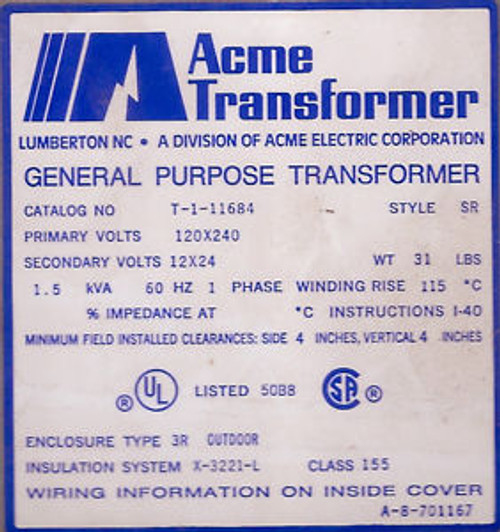 Acme
Transformer
LUMBERTON NC • A DIVISION OF ACME ELECTRIC CORPORATION
GENERAL PURPOSE TRANSFORMER
CATALOG NO T-1-11684 STYLE SR
PRIMARY VOLTS 120X240
SECONDARY VOLTS 12X24 WT 31 LBS
1.5 kVA 60 HZ 1 PHASE WINDING RISE 115 °C
% IMPEDANCE AT °C INSTRUCTIONS I-40
MINIMUM FIELD INSTALLED CLEARANCES: SIDE 4 INCHES, VERTICAL 4 INCHES
® UL LISTED 50B8 SA ®
ENCLOSURE TYPE 3R OUTDOOR
INSULATION SYSTEM X-3221-L CLASS 155
WIRING INFORMATION ON INSIDE COVER
A-8-701167